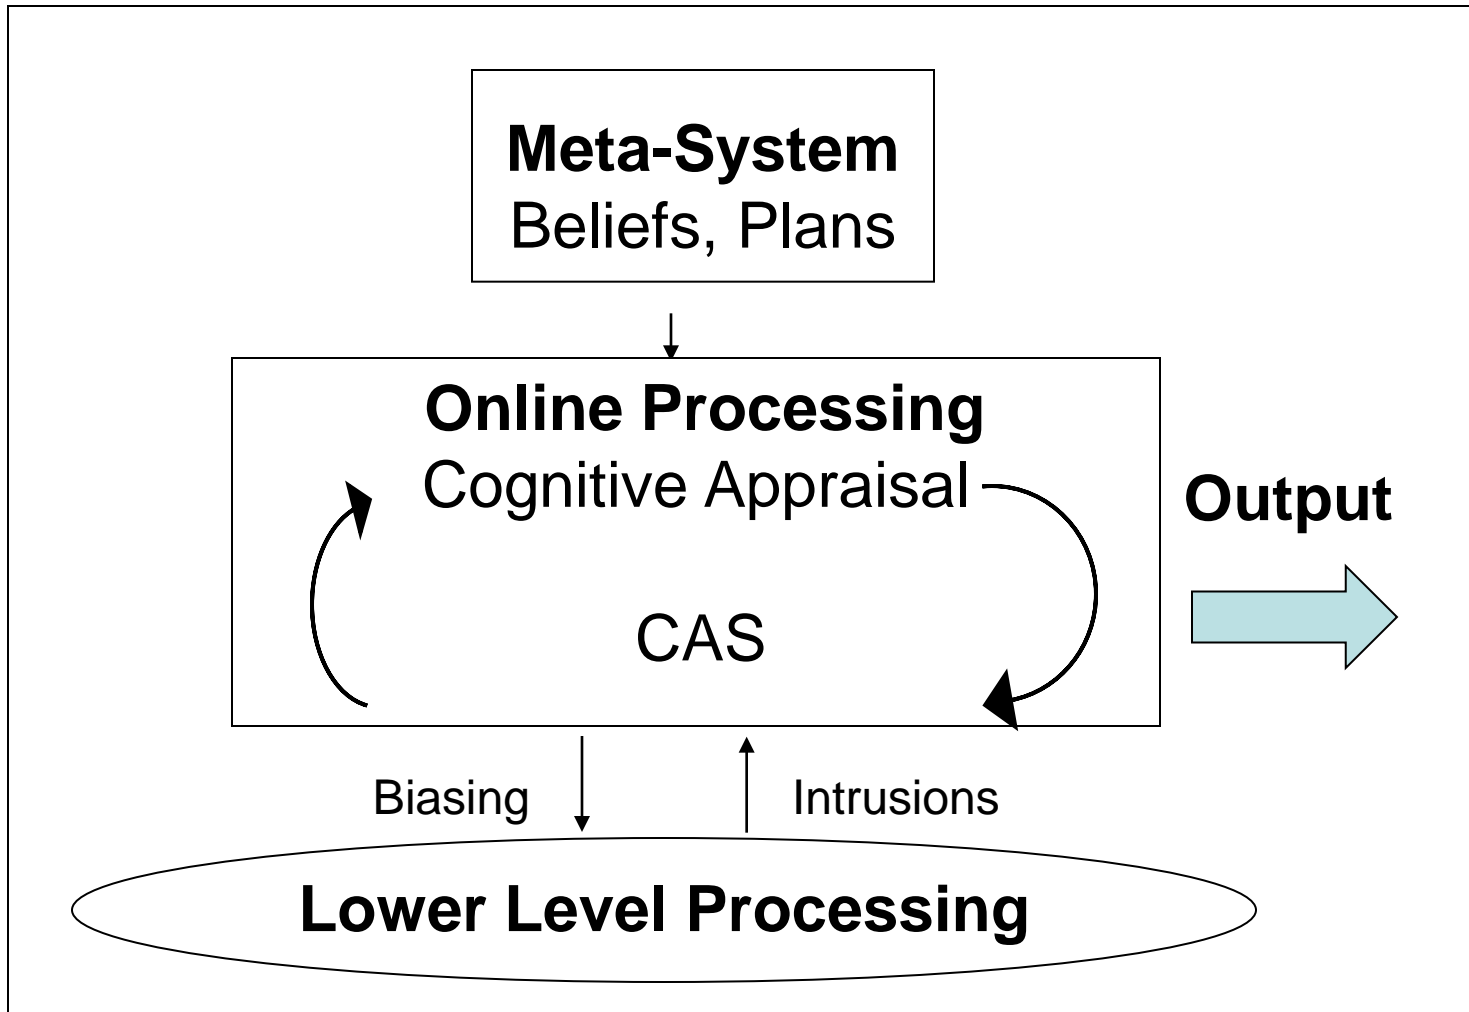 Meta-System
Beliefs, Plans
Online Processing
Cognitive Appraisal
Output
CAS
Biasing
Intrusions
Lower Level Processing